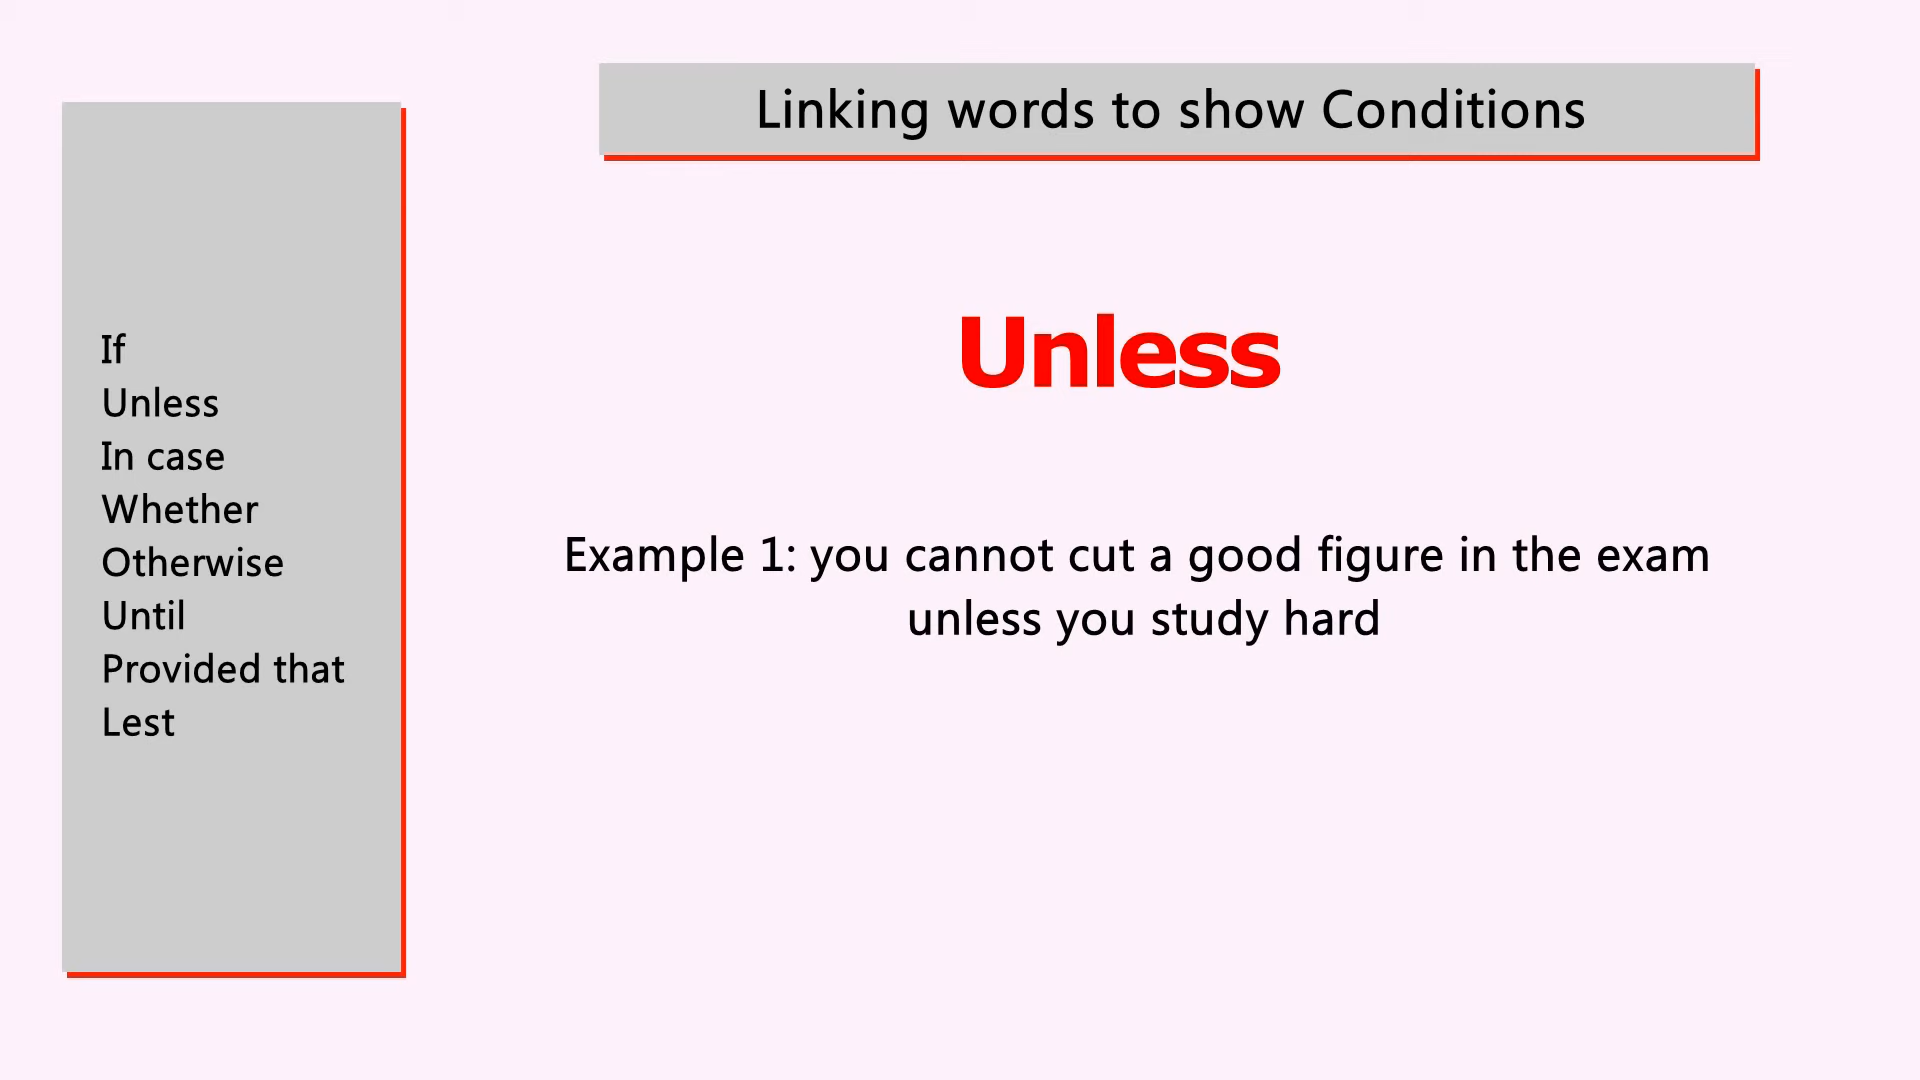 Linking words to show Conditions
If
Unless
In case
Whether
Otherwise
Until
Provided that
Lest
Unless
Example 1: you cannot cut a good figure in the exam
unless you study hard